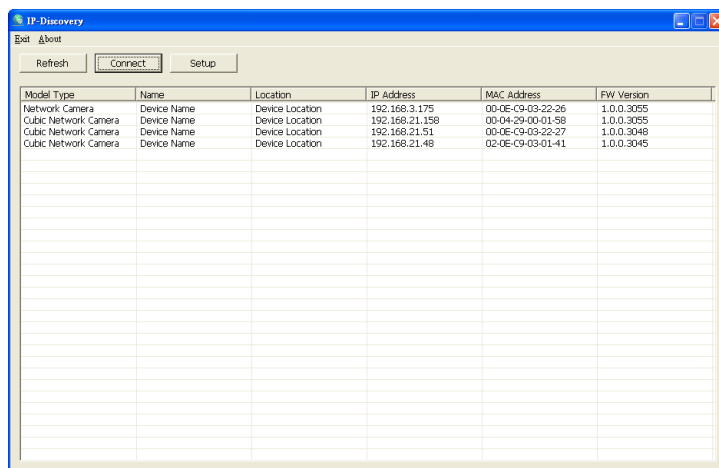 IP-Discovery
Exit About
Refresh Connect Setup
Model Type Name Location IP Address MAC Address FW Version
Network Camera Device Name Device Location 192.168.3.175 00-0E-C9-03-22-26 1.0.0.3055
Cubic Network Camera Device Name Device Location 192.168.21.158 00-04-29-00-01-58 1.0.0.3055
Cubic Network Camera Device Name Device Location 192.168.21.51 00-0E-C9-03-22-27 1.0.0.3048
Cubic Network Camera Device Name Device Location 192.168.21.48 02-0E-C9-03-01-41 1.0.0.3045